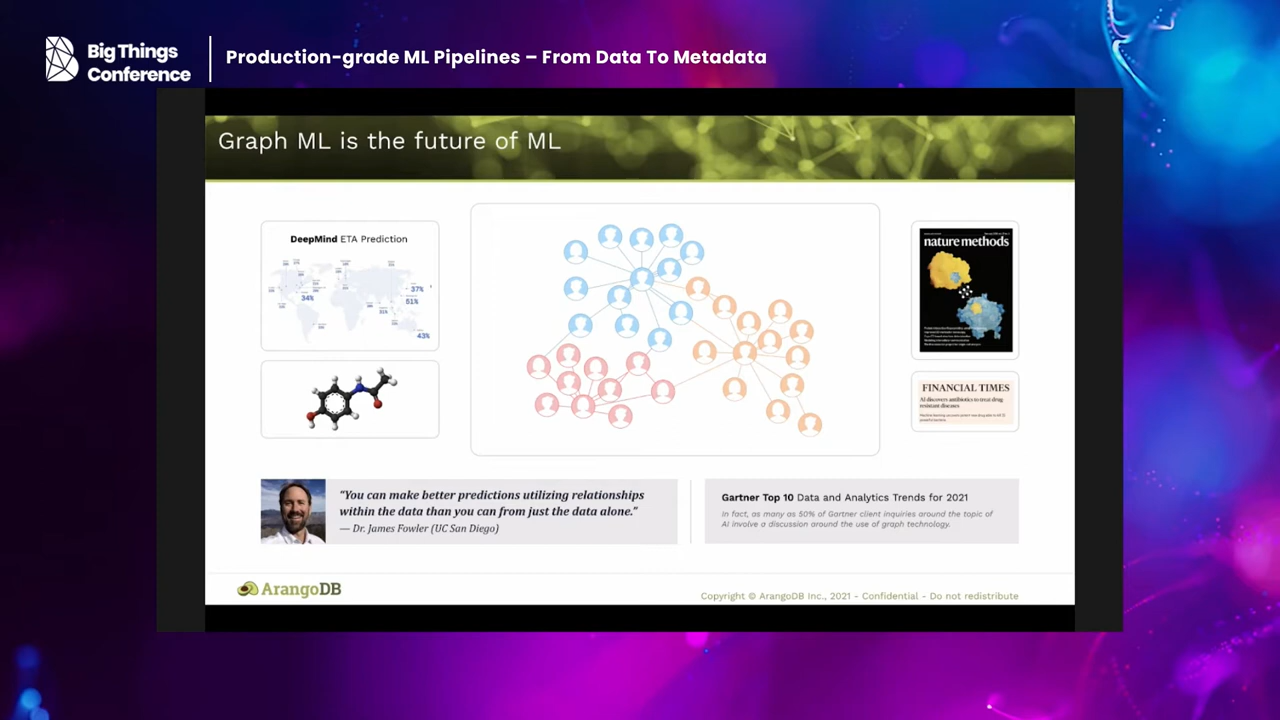 Big Things
Conference
Production-grade ML Pipelines – From Data To Metadata
Graph ML is the future of ML
DeepMind ETA Prediction
34%
37%
51%
31%
43%
nature methods
FINANCIAL TIMES
AI discovers antibiotics to treat drug
resistant diseases
"You can make better predictions utilizing relationships
within the data than you can from just the data alone."
— Dr. James Fowler (UC San Diego)
Gartner Top 10 Data and Analytics Trends for 2021
In fact, as many as 50% of Gartner client inquiries around the topic of
AI involve a discussion around the use of graph technology.
ArangoDB
Copyright © ArangoDB Inc., 2021 - Confidential - Do not redistribute